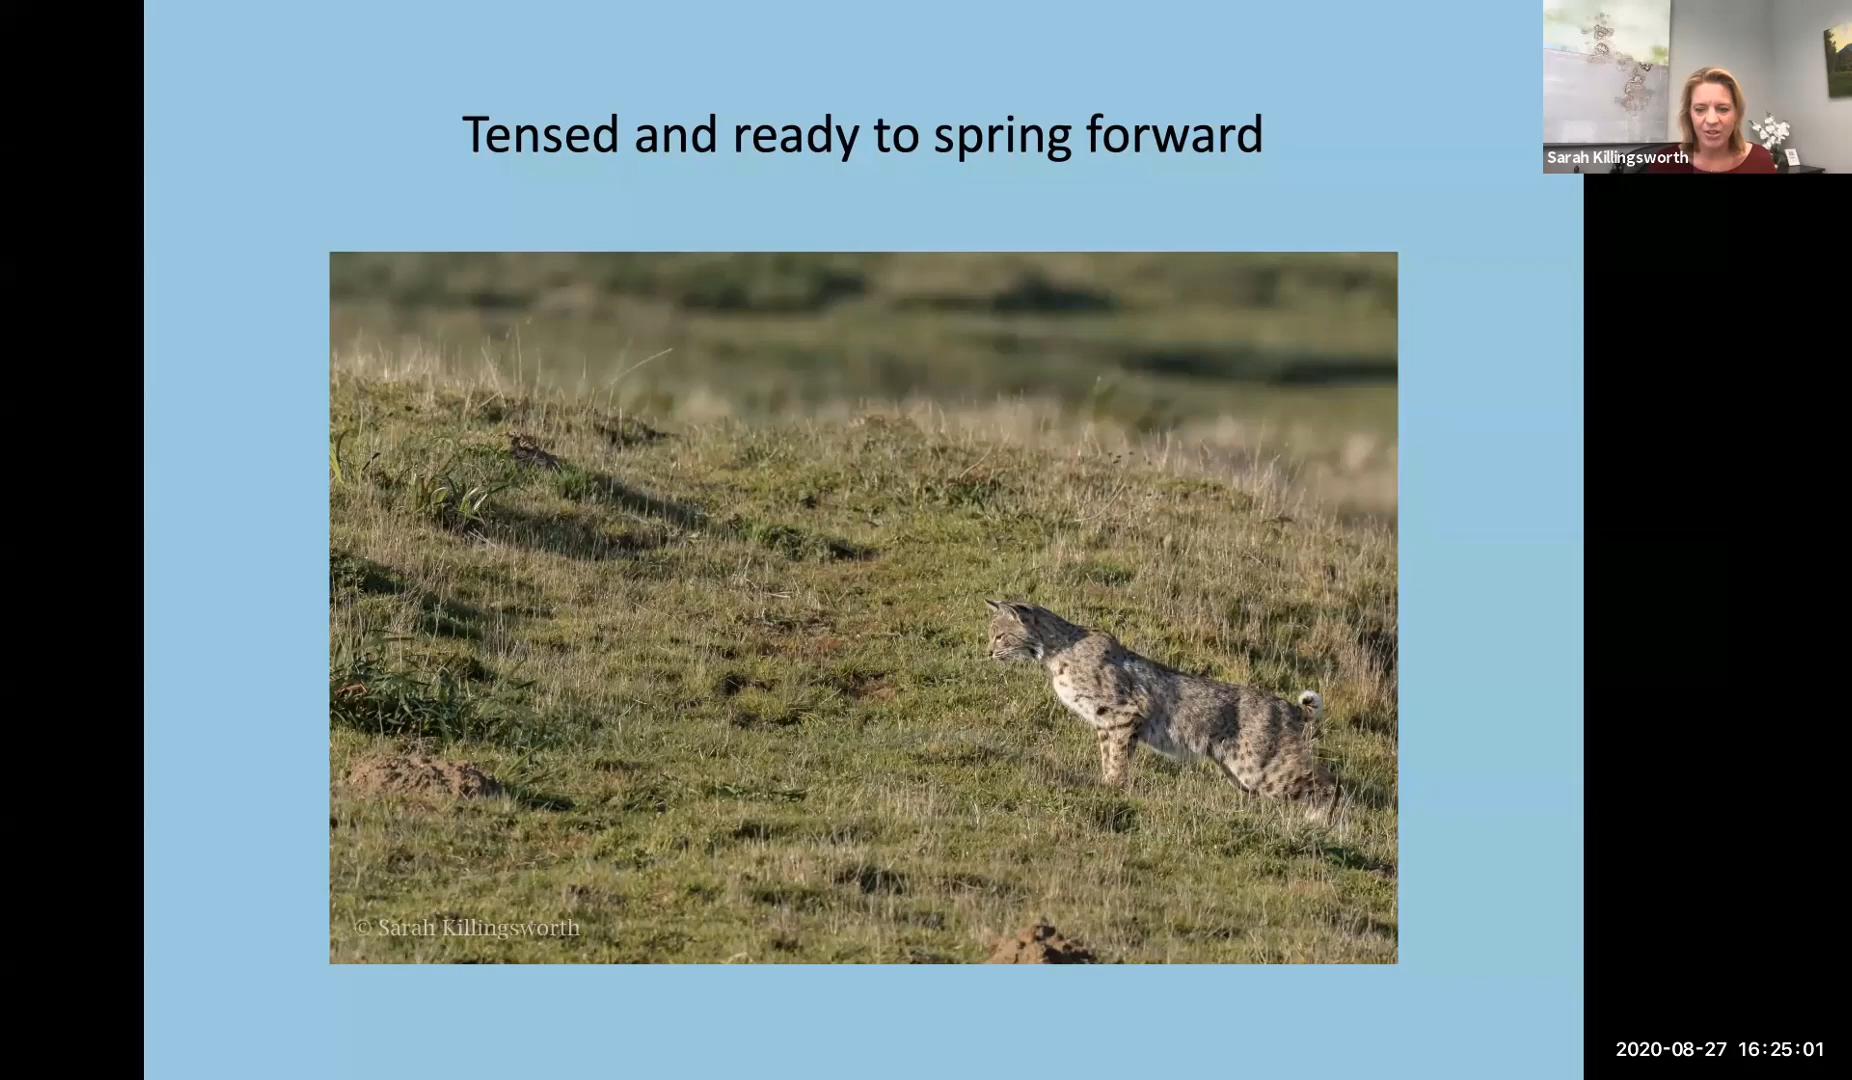 Tensed and ready to spring forward
Sarah Killingsworth
© Sarah Killingsworth
2020-08-27 16:25:01